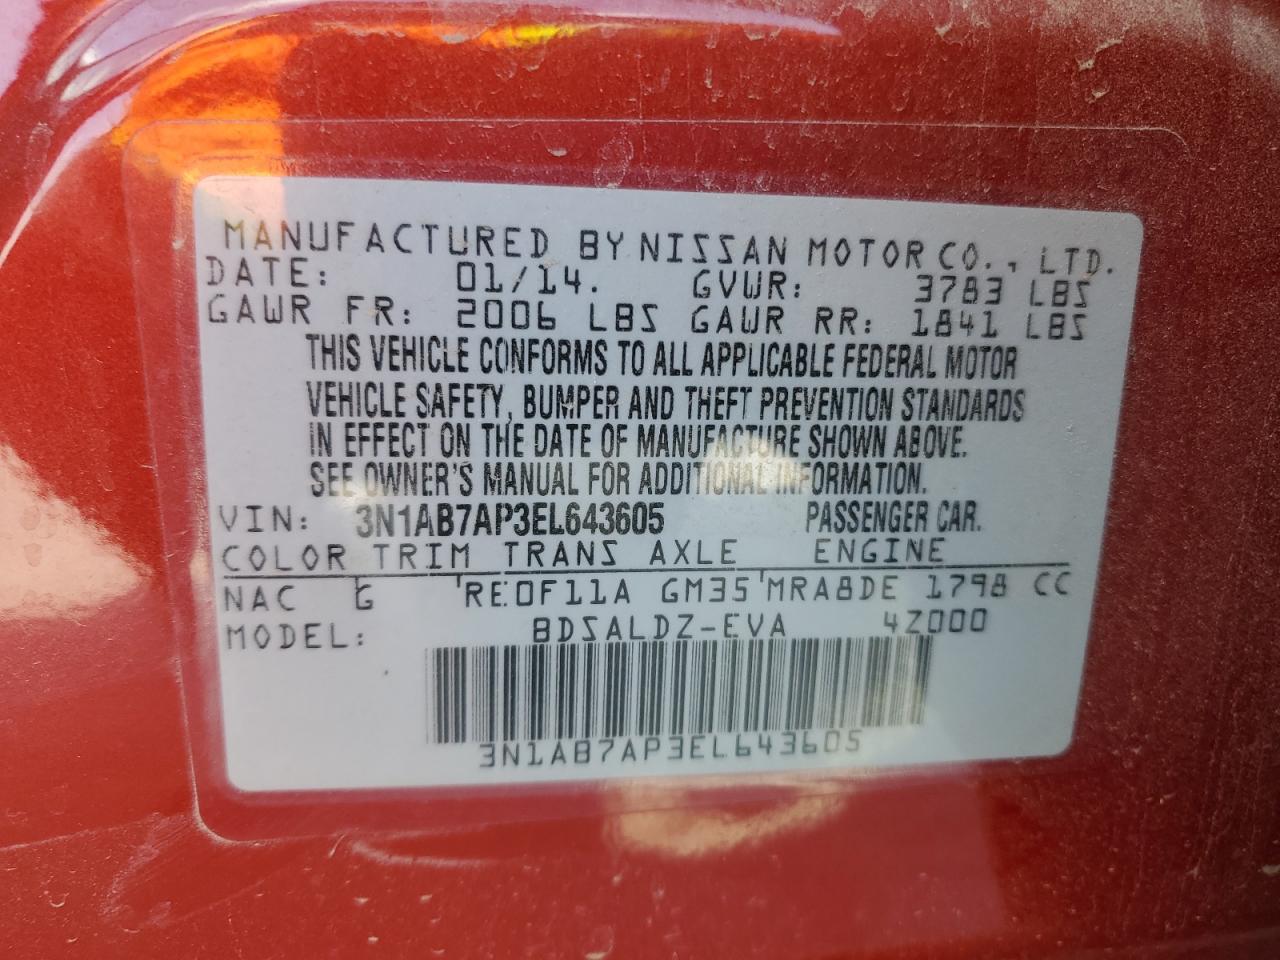 MANUFACTURED BY NISSAN MOTOR CO., LTD.
DATE: 01/14. GVWR: 3783 LBS
GAWR FR: 2006 LBS GAWR RR: 1841 LBS
THIS VEHICLE CONFORMS TO ALL APPLICABLE FEDERAL MOTOR
VEHICLE SAFETY, BUMPER AND THEFT PREVENTION STANDARDS
IN EFFECT ON THE DATE OF MANUFACTURE SHOWN ABOVE.
SEE OWNER'S MANUAL FOR ADDITIONAL INFORMATION.
VIN: 3N1AB7AP3EL643605 PASSENGER CAR.
COLOR TRIM TRANS AXLE ENGINE
NAC G RE0F11A GM35 MRA8DE 1798 CC
MODEL: BDSALDZ-EVA 4Z000
3N1AB7AP3EL643605